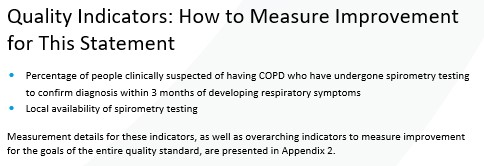 Quality Indicators: How to Measure Improvement
for This Statement
• Percentage of people clinically suspected of having COPD who have undergone spirometry testing
to confirm diagnosis within 3 months of developing respiratory symptoms
• Local availability of spirometry testing
Measurement details for these indicators, as well as overarching indicators to measure improvement
for the goals of the entire quality standard, are presented in Appendix 2.